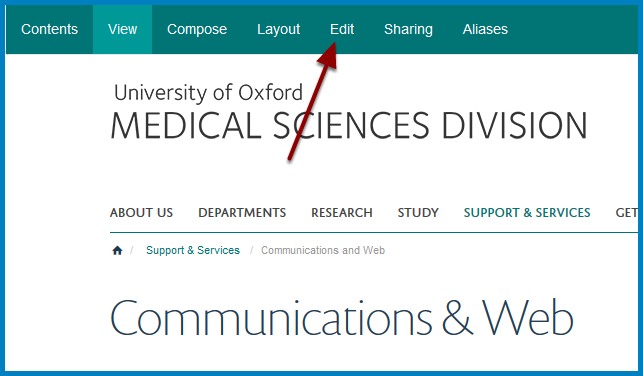 Contents View Compose Layout Edit Sharing Aliases
University of Oxford
MEDICAL SCIENCES DIVISION
ABOUT US DEPARTMENTS RESEARCH STUDY SUPPORT & SERVICES GET
/ Support & Services / Communications and Web
Communications & Web